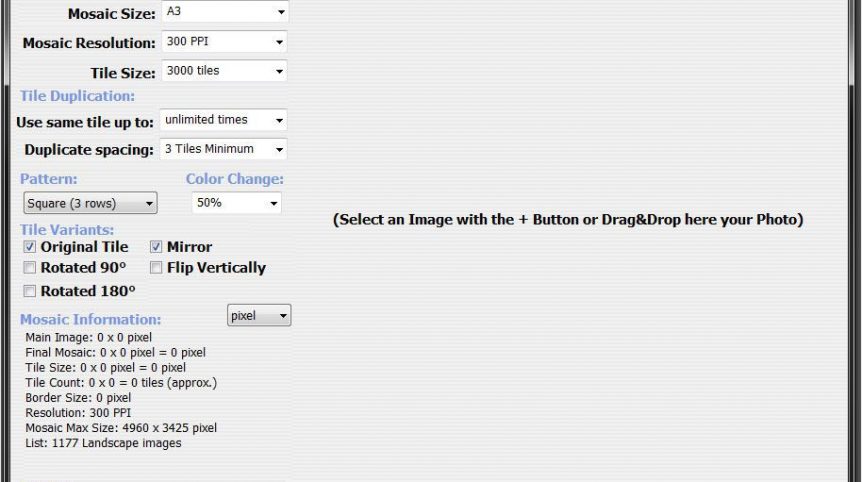 Mosaic Size: A3
Mosaic Resolution: 300 PPI
Tile Size: 3000 tiles
Tile Duplication:
Use same tile up to: unlimited times
Duplicate spacing: 3 Tiles Minimum
Pattern: Color Change:
Square (3 rows) 50%
(Select an Image with the + Button or Drag&Drop here your Photo)
Tile Variants:
Original Tile Mirror
Rotated 90° Flip Vertically
Rotated 180°
Mosaic Information: pixel
Main Image: 0 x 0 pixel
Final Mosaic: 0 x 0 pixel = 0 pixel
Tile Size: 0 x 0 pixel = 0 pixel
Tile Count: 0 x 0 = 0 tiles (approx.)
Border Size: 0 pixel
Resolution: 300 PPI
Mosaic Max Size: 4960 x 3425 pixel
List: 1177 Landscape images